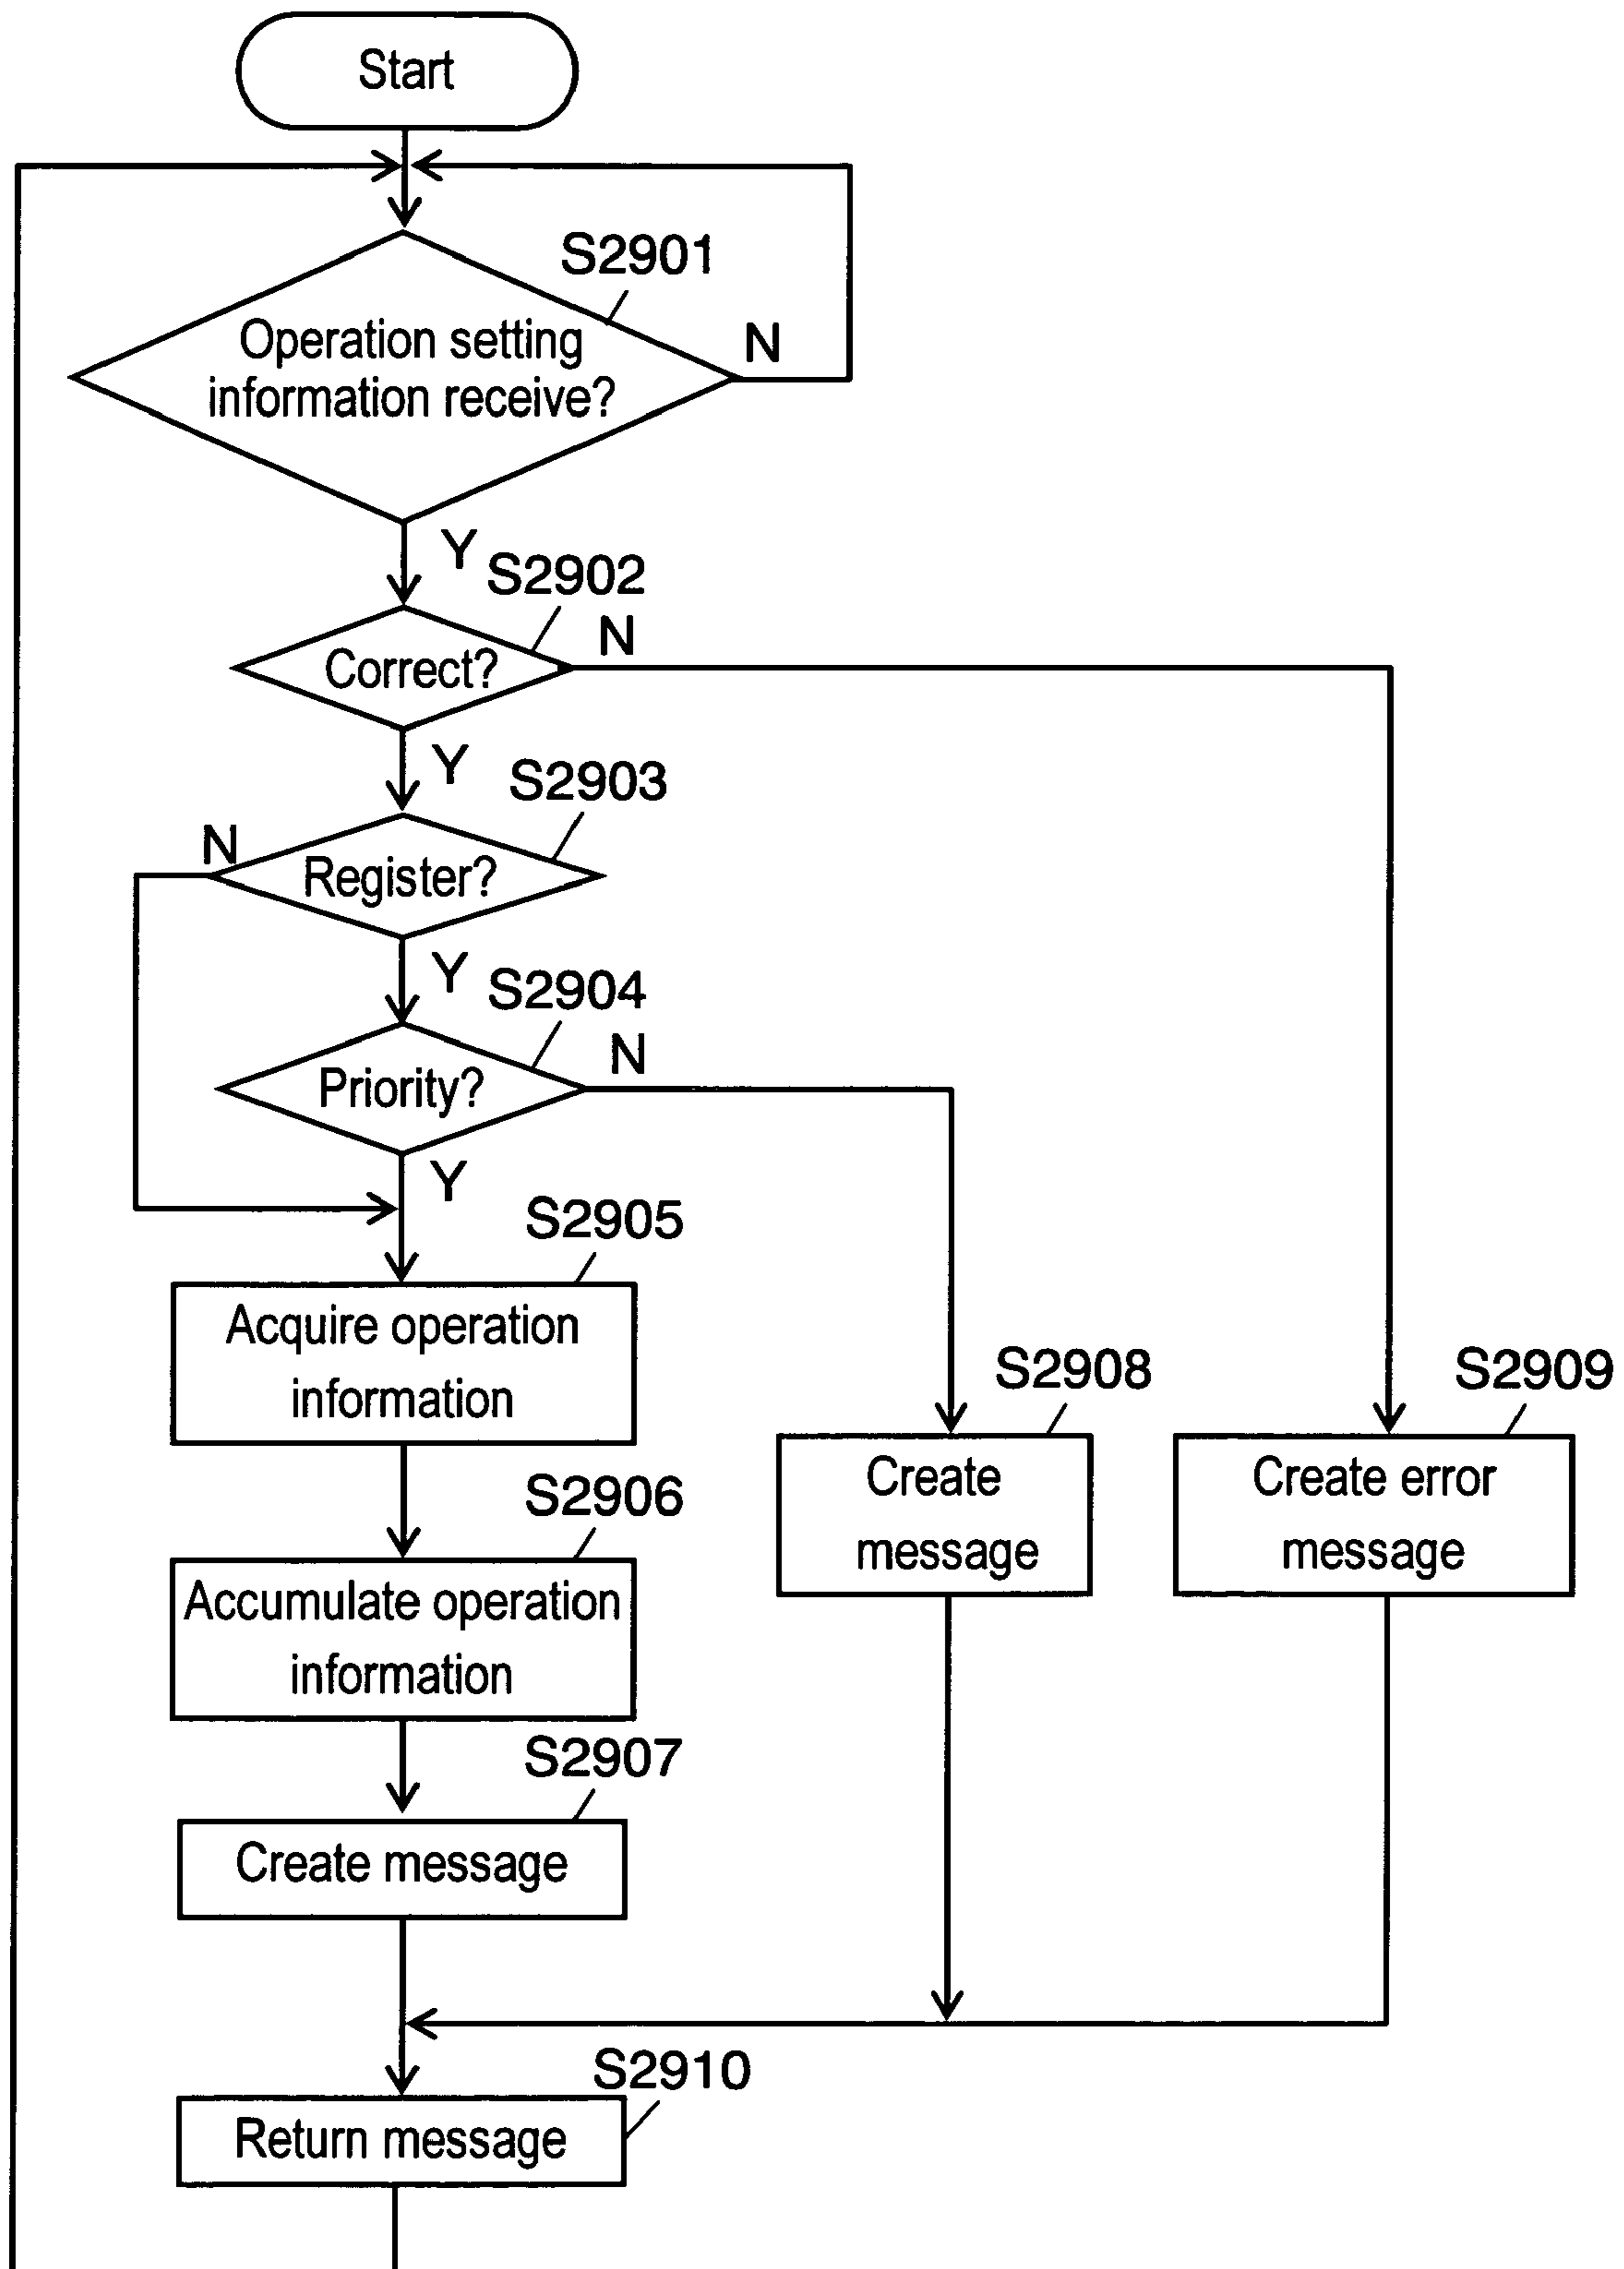 Start
S2901
Operation setting
information receive?
N
Y
S2902
Correct?
N
Y
S2903
N
Register?
Y
S2904
Priority?
N
Y
S2905
Acquire operation
information
S2906
Accumulate operation
information
S2907
Create message
S2908
Create
message
S2909
Create error
message
S2910
Return message